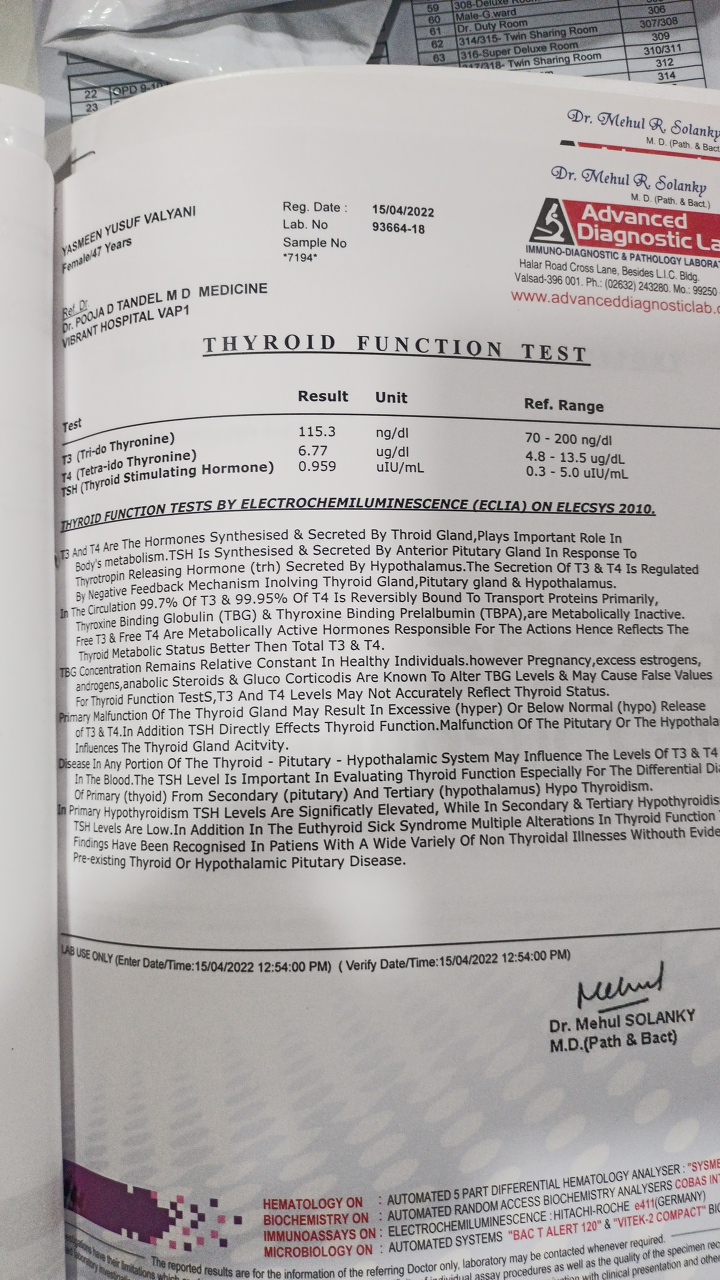 59 308-Deluxe
60 Male-G.ward 306
61 Dr. Duty Room 307/308
62 314/315- Twin Sharing Room 309
63 316-Super Deluxe Room 310/311
317/318- Twin Sharing Room 312
314
22 OPD 9-10
23
Dr. Mehul R. Solanky
M. D. (Path. & Bact
Dr. Mehul R. Solanky
M. D. (Path. & Bact.)
Advanced
Diagnostic La
IMMUNO-DIAGNOSTIC & PATHOLOGY LABORA
Halar Road Cross Lane, Besides L.I.C. Bldg.
Valsad-396 001. Ph.: (02632) 243280. Mo.: 99250
www.advanceddiagnosticlab.c
YASMEEN YUSUF VALYANI
Female/47 Years
Reg. Date : 15/04/2022
Lab. No 93664-18
Sample No
*7194*
Ref. Dr.
Dr. POOJA D TANDEL M D MEDICINE
VIBRANT HOSPITAL VAP1
THYROID FUNCTION TEST
Test Result Unit Ref. Range
T3 (Tri-do Thyronine) 115.3 ng/dl 70 - 200 ng/dl
T4 (Tetra-ido Thyronine) 6.77 ug/dl 4.8 - 13.5 ug/dL
TSH (Thyroid Stimulating Hormone) 0.959 uIU/mL 0.3 - 5.0 uIU/mL
THYROID FUNCTION TESTS BY ELECTROCHEMILUMINESCENCE (ECLIA) ON ELECSYS 2010.
T3 And T4 Are The Hormones Synthesised & Secreted By Throid Gland,Plays Important Role In
Body's metabolism.TSH Is Synthesised & Secreted By Anterior Pitutary Gland In Response To
Thyrotropin Releasing Hormone (trh) Secreted By Hypothalamus.The Secretion Of T3 & T4 Is Regulated
By Negative Feedback Mechanism Inolving Thyroid Gland,Pitutary gland & Hypothalamus.
In The Circulation 99.7% Of T3 & 99.95% Of T4 Is Reversibly Bound To Transport Proteins Primarily,
Thyroxine Binding Globulin (TBG) & Thyroxine Binding Prelalbumin (TBPA),are Metabolically Inactive.
Free T3 & Free T4 Are Metabolically Active Hormones Responsible For The Actions Hence Reflects The
Thyroid Metabolic Status Better Then Total T3 & T4.
TBG Concentration Remains Relative Constant In Healthy Individuals.however Pregnancy,excess estrogens,
androgens,anabolic Steroids & Gluco Corticodis Are Known To Alter TBG Levels & May Cause False Values
For Thyroid Function TestS,T3 And T4 Levels May Not Accurately Reflect Thyroid Status.
Primary Malfunction Of The Thyroid Gland May Result In Excessive (hyper) Or Below Normal (hypo) Release
of T3 & T4.In Addition TSH Directly Effects Thyroid Function.Malfunction Of The Pitutary Or The Hypothala
Influences The Thyroid Gland Acitvity.
Disease In Any Portion Of The Thyroid - Pitutary - Hypothalamic System May Influence The Levels Of T3 & T4
In The Blood.The TSH Level Is Important In Evaluating Thyroid Function Especially For The Differential Di
Of Primary (thyoid) From Secondary (pitutary) And Tertiary (hypothalamus) Hypo Thyroidism.
In Primary Hypothyroidism TSH Levels Are Significatly Elevated, While In Secondary & Tertiary Hypothyroidis
TSH Levels Are Low.In Addition In The Euthyroid Sick Syndrome Multiple Alterations In Thyroid Function
Findings Have Been Recognised In Patiens With A Wide Variely Of Non Thyroidal Illnesses Withouth Evide
Pre-existing Thyroid Or Hypothalamic Pitutary Disease.
LAB USE ONLY (Enter Date/Time:15/04/2022 12:54:00 PM) ( Verify Date/Time:15/04/2022 12:54:00 PM)
Mehul
Dr. Mehul SOLANKY
M.D.(Path & Bact)
HEMATOLOGY ON : AUTOMATED 5 PART DIFFERENTIAL HEMATOLOGY ANALYSER : "SYSME
BIOCHEMISTRY ON : AUTOMATED RANDOM ACCESS BIOCHEMISTRY ANALYSERS COBAS INT
IMMUNOASSAYS ON : ELECTROCHEMILUMINESCENCE : HITACHI-ROCHE e411(GERMANY)
MICROBIOLOGY ON : AUTOMATED SYSTEMS "BAC T ALERT 120" & "VITEK-2 COMPACT" BI
The reported results are for the information of the referring Doctor only, laboratory may be contacted whenever required.
individual assay procedures as well as the quality of the specimen rec
with clinical presentation and othe